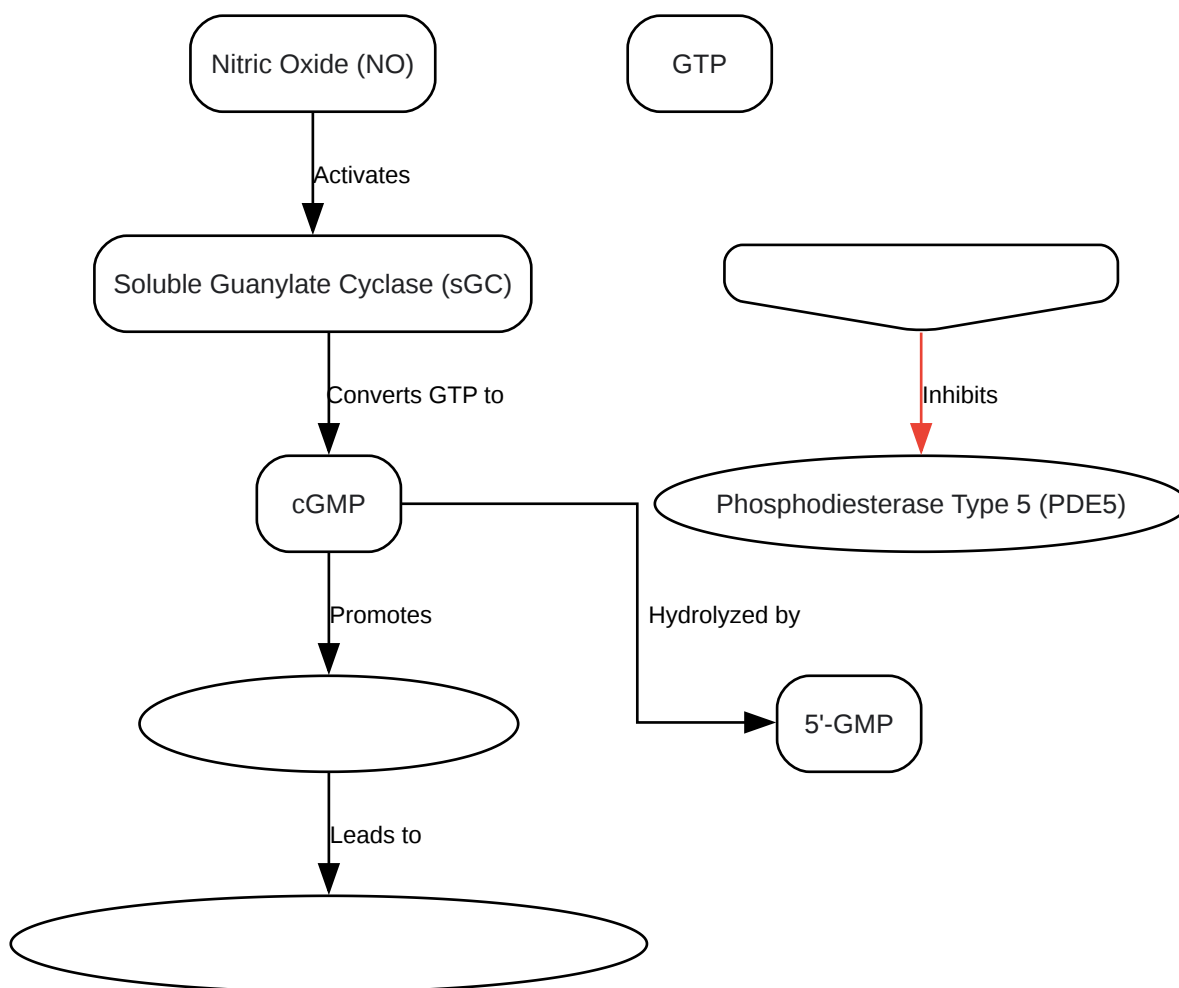 Nitric Oxide (NO)
GTP
Activates
Soluble Guanylate Cyclase (sGC)
Converts GTP to
Inhibits
cGMP
Phosphodiesterase Type 5 (PDE5)
Promotes
Hydrolyzed by
5'-GMP
Leads to